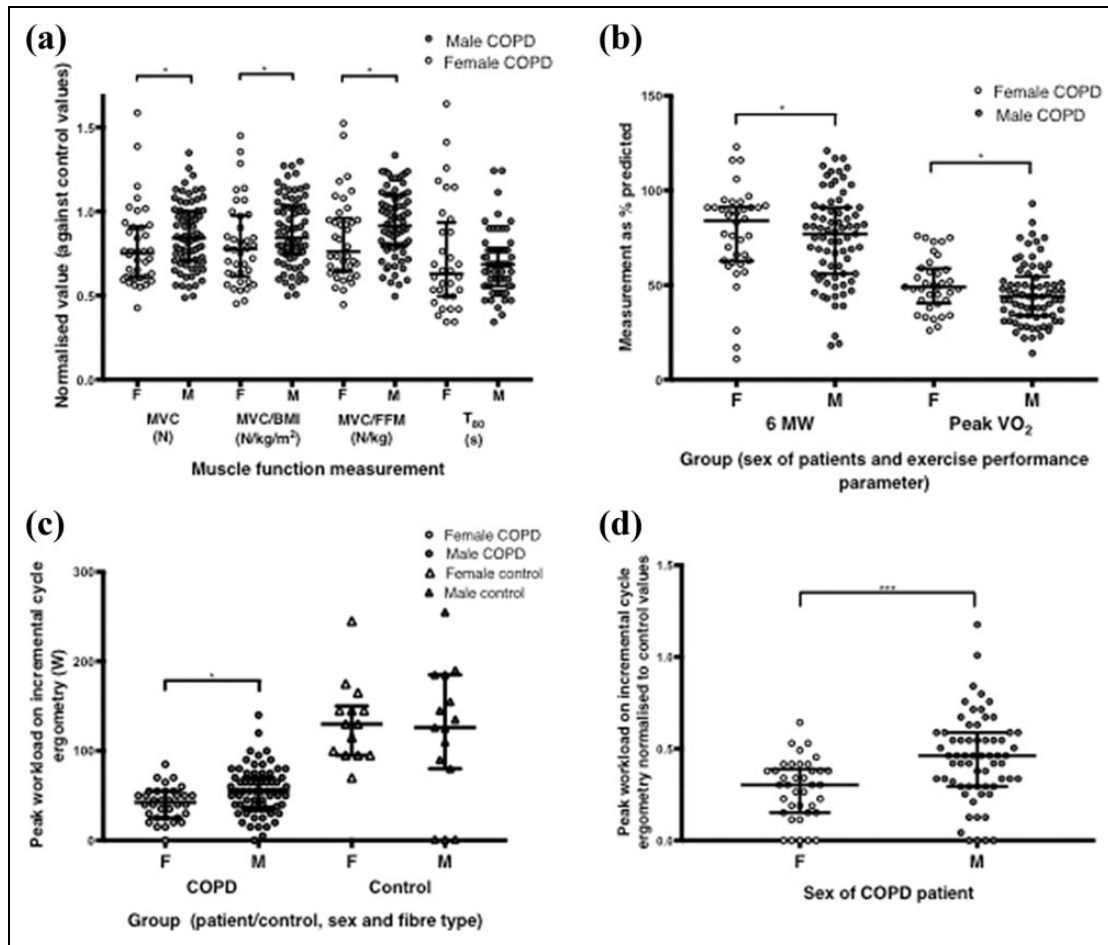 (a)
Male COPD
Female COPD
* * *
Normalised value (against control values)
1.5
1.0
0.5
0.0
F M F M F M F M
MVC MVC/BMI MVC/FFM T80
(N) (N/kg/m²) (N/kg) (s)
Muscle function measurement
(b)
Female COPD
Male COPD
* *
Measurement as % predicted
150
100
50
0
F M F M
6 MW Peak VO2
Group (sex of patients and exercise performance
parameter)
(c)
Female COPD
Male COPD
Female control
Male control
*
Peak workload on incremental cycle
ergometry (W)
300
200
100
0
F M F M
COPD Control
Group (patient/control, sex and fibre type)
(d)
***
Peak workload on incremental cycle
ergometry normalised to control values
1.5
1.0
0.5
0.0
F M
Sex of COPD patient